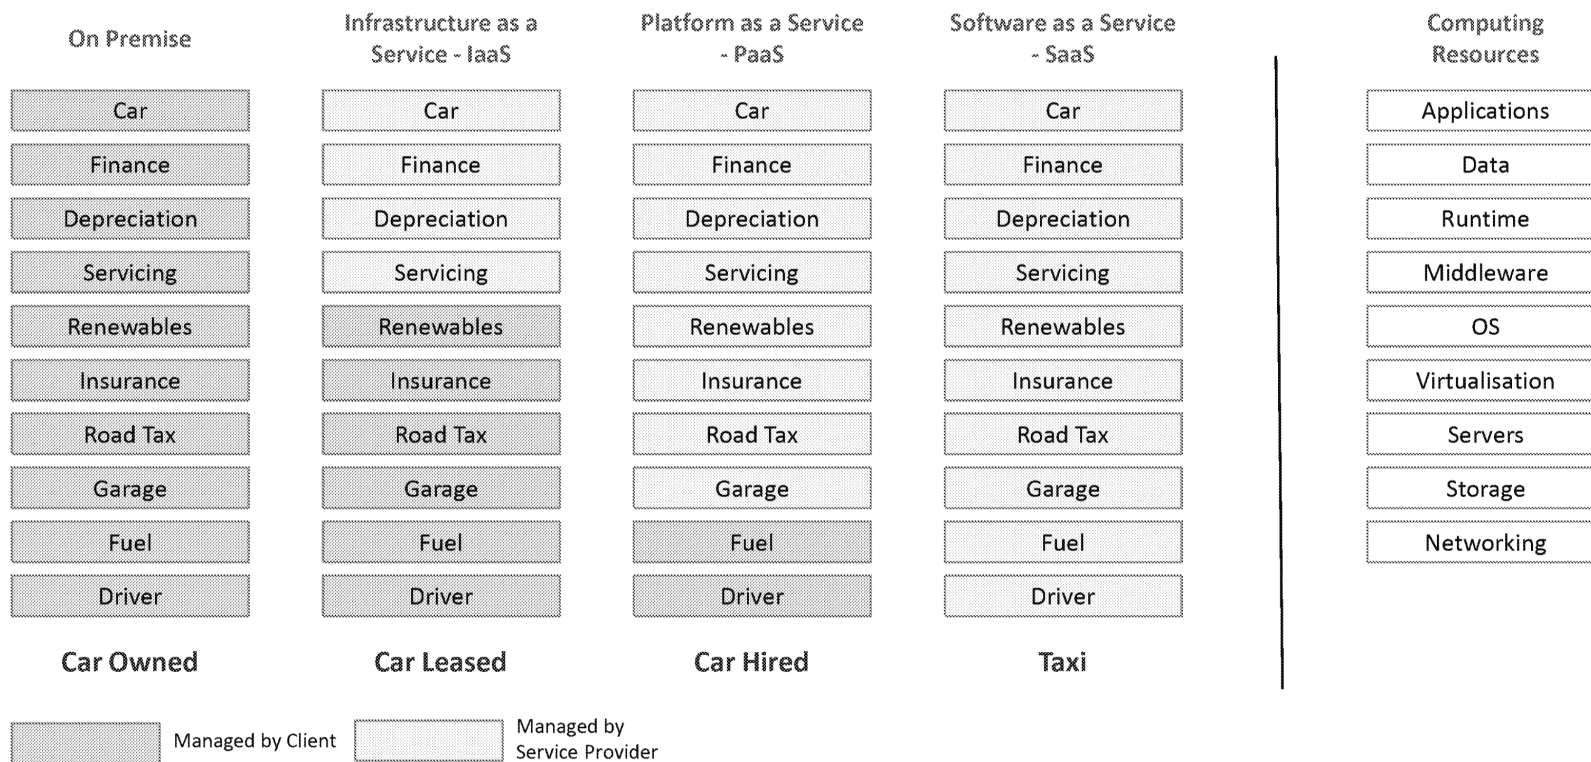 On Premise
Infrastructure as a
Service - IaaS
Platform as a Service
- PaaS
Software as a Service
- SaaS
Computing
Resources
Car
Car
Car
Car
Applications
Finance
Finance
Finance
Finance
Data
Depreciation
Depreciation
Depreciation
Depreciation
Runtime
Servicing
Servicing
Servicing
Servicing
Middleware
Renewables
Renewables
Renewables
Renewables
OS
Insurance
Insurance
Insurance
Insurance
Virtualisation
Road Tax
Road Tax
Road Tax
Road Tax
Servers
Garage
Garage
Garage
Garage
Storage
Fuel
Fuel
Fuel
Fuel
Networking
Driver
Driver
Driver
Driver
Car Owned
Car Leased
Car Hired
Taxi
Managed by Client
Managed by
Service Provider